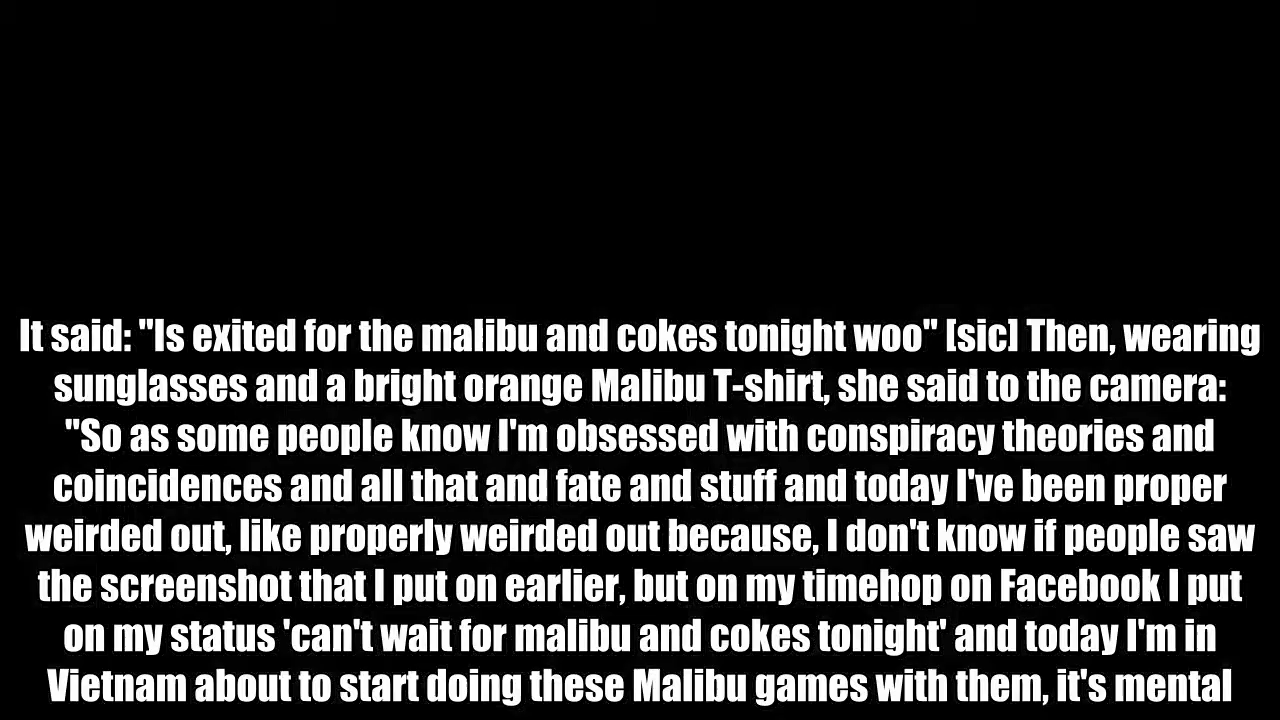 It said: "Is exited for the malibu and cokes tonight woo" [sic] Then, wearing
sunglasses and a bright orange Malibu T-shirt, she said to the camera:
"So as some people know I'm obsessed with conspiracy theories and
coincidences and all that and fate and stuff and today I've been proper
weirded out, like properly weirded out because, I don't know if people saw
the screenshot that I put on earlier, but on my timehop on Facebook I put
on my status 'can't wait for malibu and cokes tonight' and today I'm in
Vietnam about to start doing these Malibu games with them, it's mental